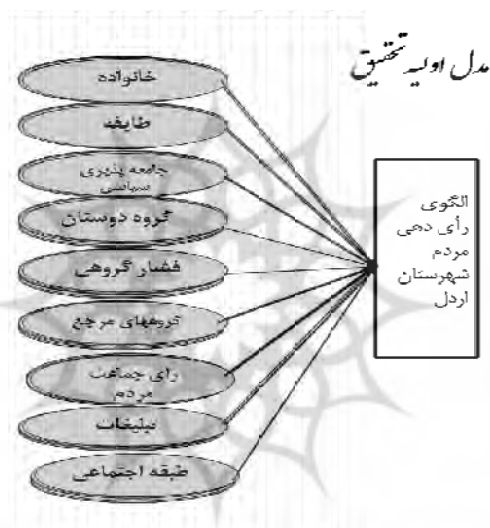 مدل اولیه تحقیق
خانواده
طایفه
جامعه پذیری
سیاسی
گروه دوستان
فشار گروهی
گروههای مرجع
رای جماعت
مردم
تبلیغات
طبقه اجتماعی
الگوی
رأی دهی
مردم
شهرستان
اردل